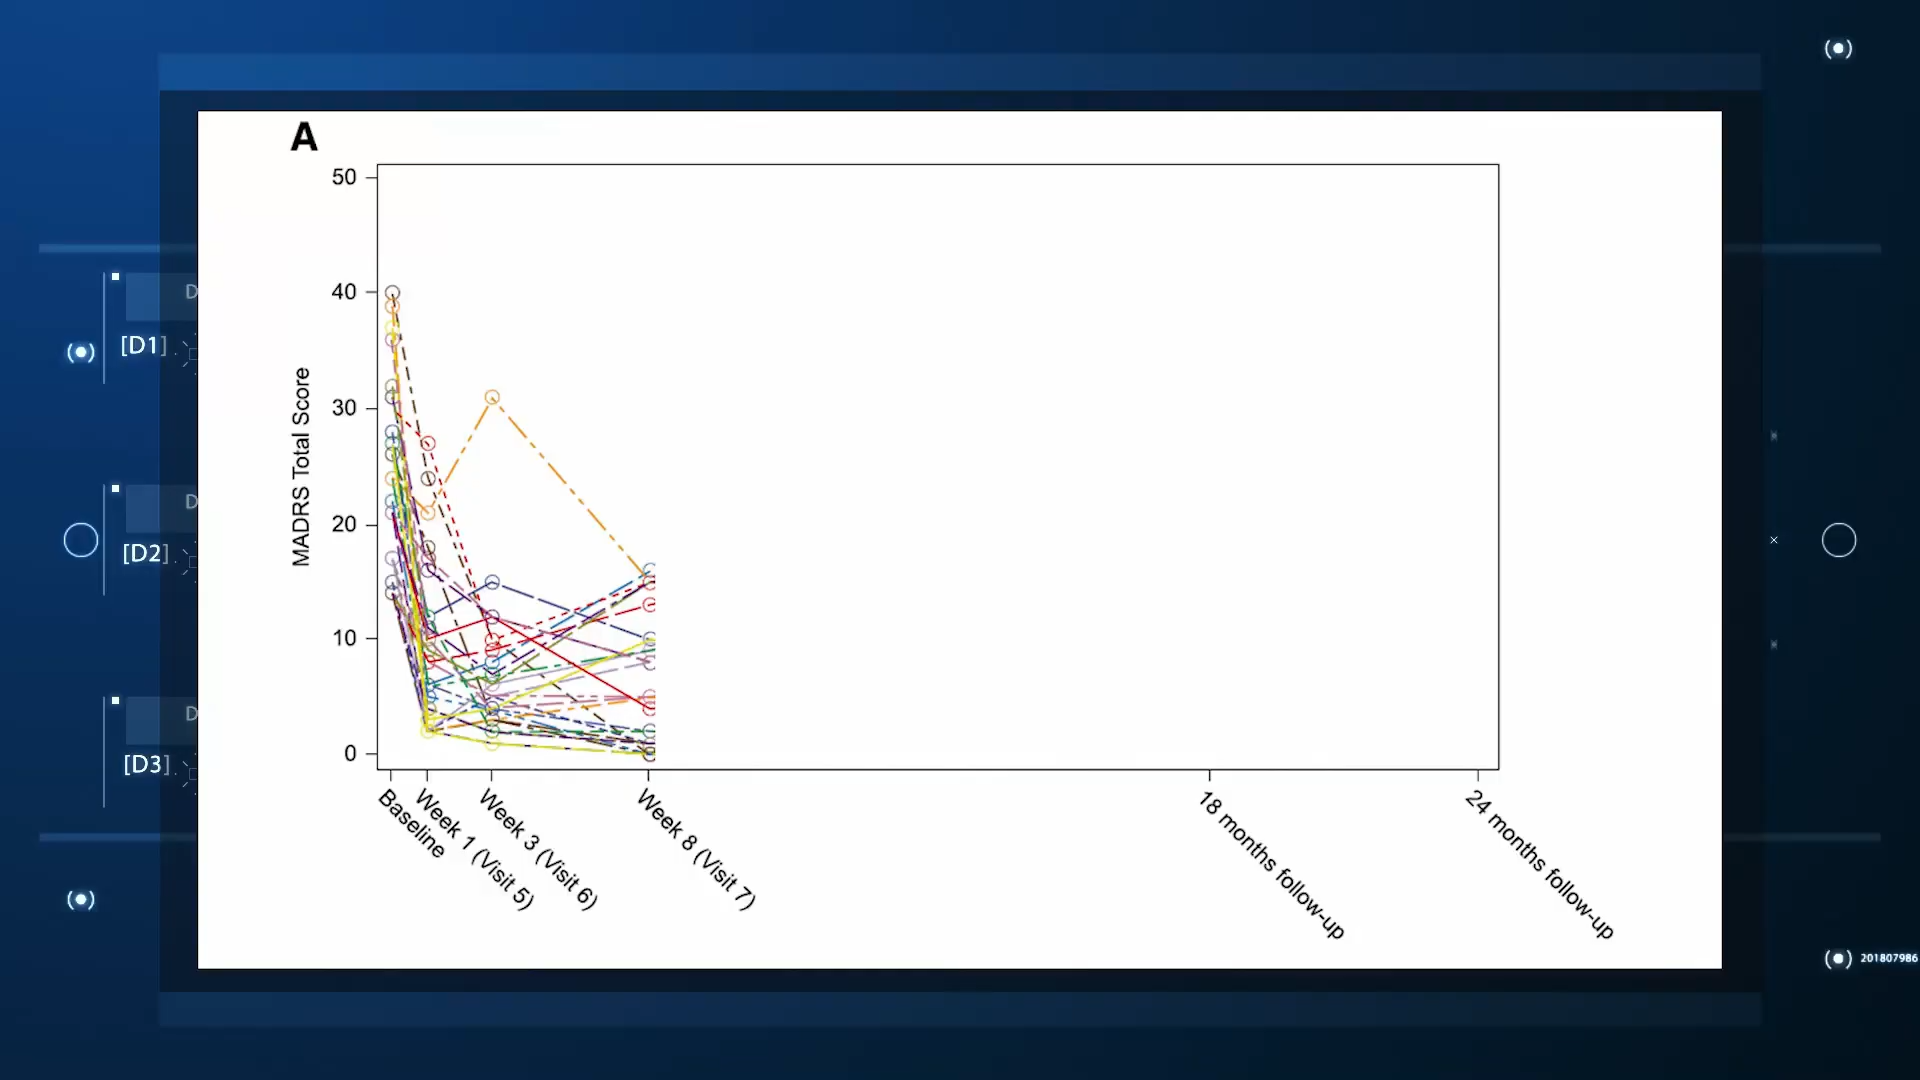 A
50
40
30
20
10
0
MADRS Total Score
Baseline
Week 1 (Visit 5)
Week 3 (Visit 6)
Week 8 (Visit 7)
18 months follow-up
24 months follow-up
D
[D1]
D
[D2]
D
[D3]
201807986